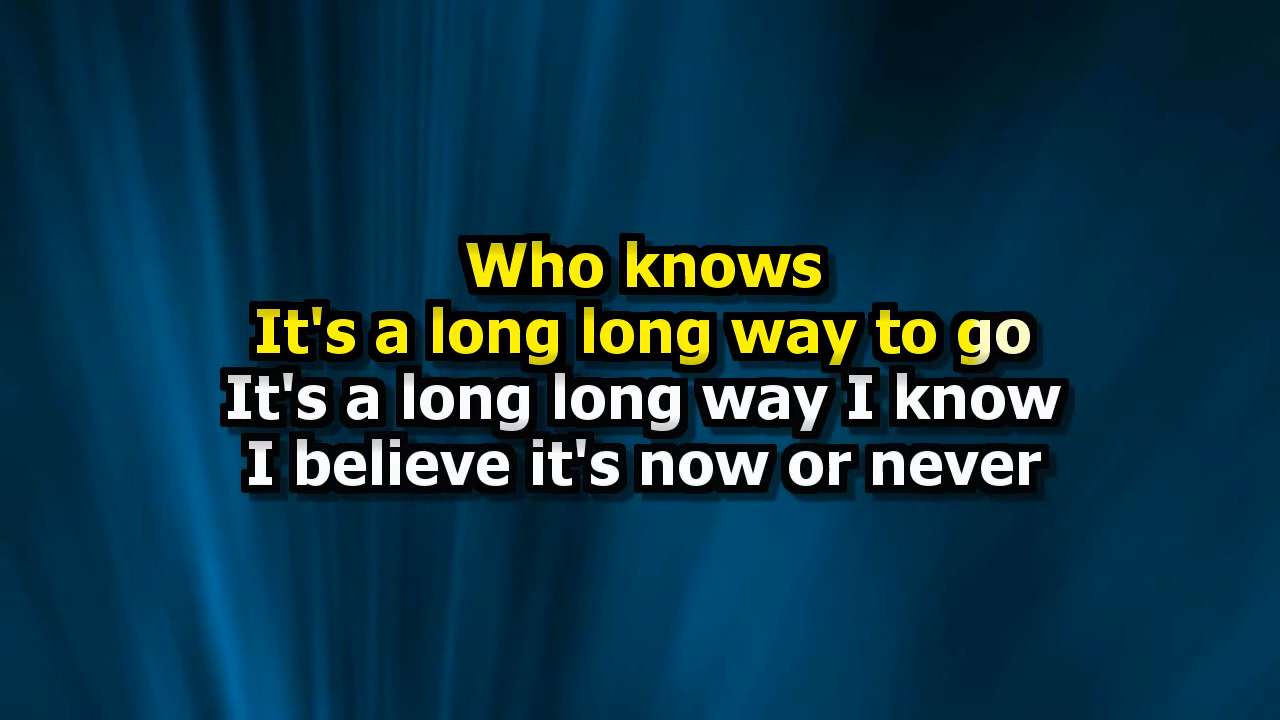 Who knows
It's a long long way to go
It's a long long way I know
I believe it's now or never